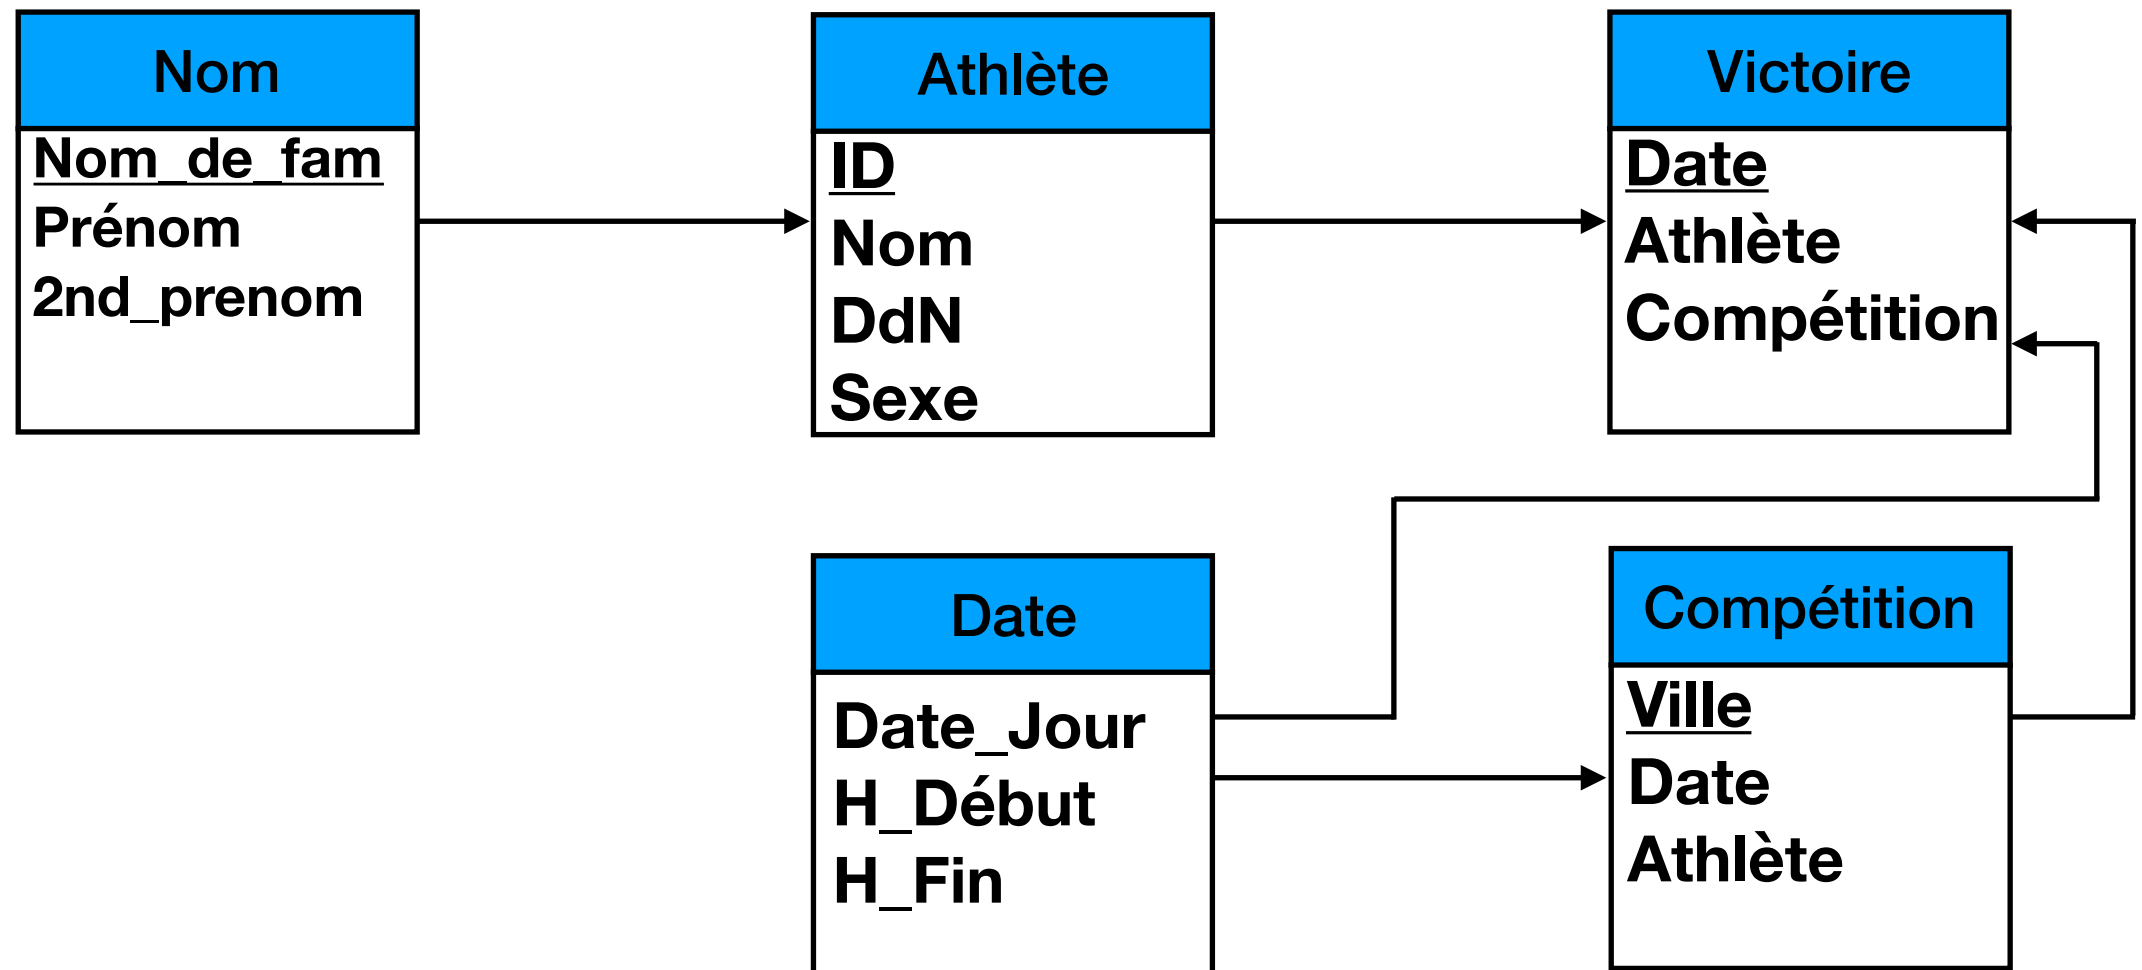 Nom
Nom_de_fam
Prénom
2nd_prenom
Athlète
ID
Nom
DdN
Sexe
Victoire
Date
Athlète
Compétition
Date
Date_Jour
H_Début
H_Fin
Compétition
Ville
Date
Athlète